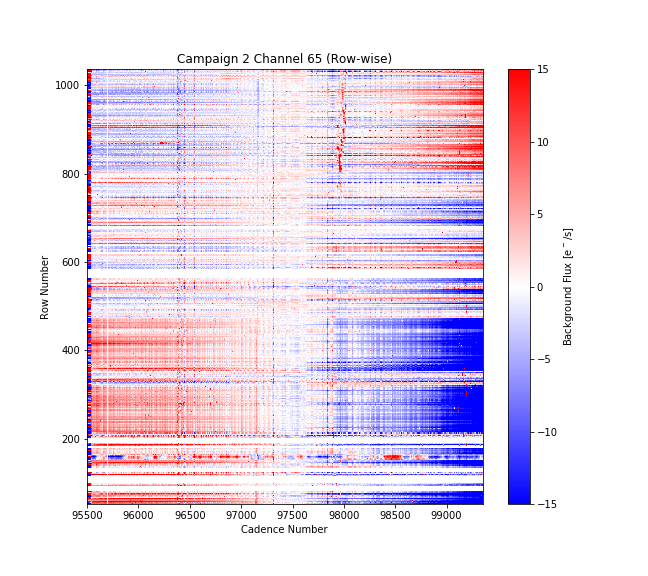 Campaign 2 Channel 65 (Row-wise)
1000
800
600
400
200
Row Number
95500 96000 96500 97000 97500 98000 98500 99000
Cadence Number
15
10
5
0
−5
−10
−15
Background Flux [e⁻/s]